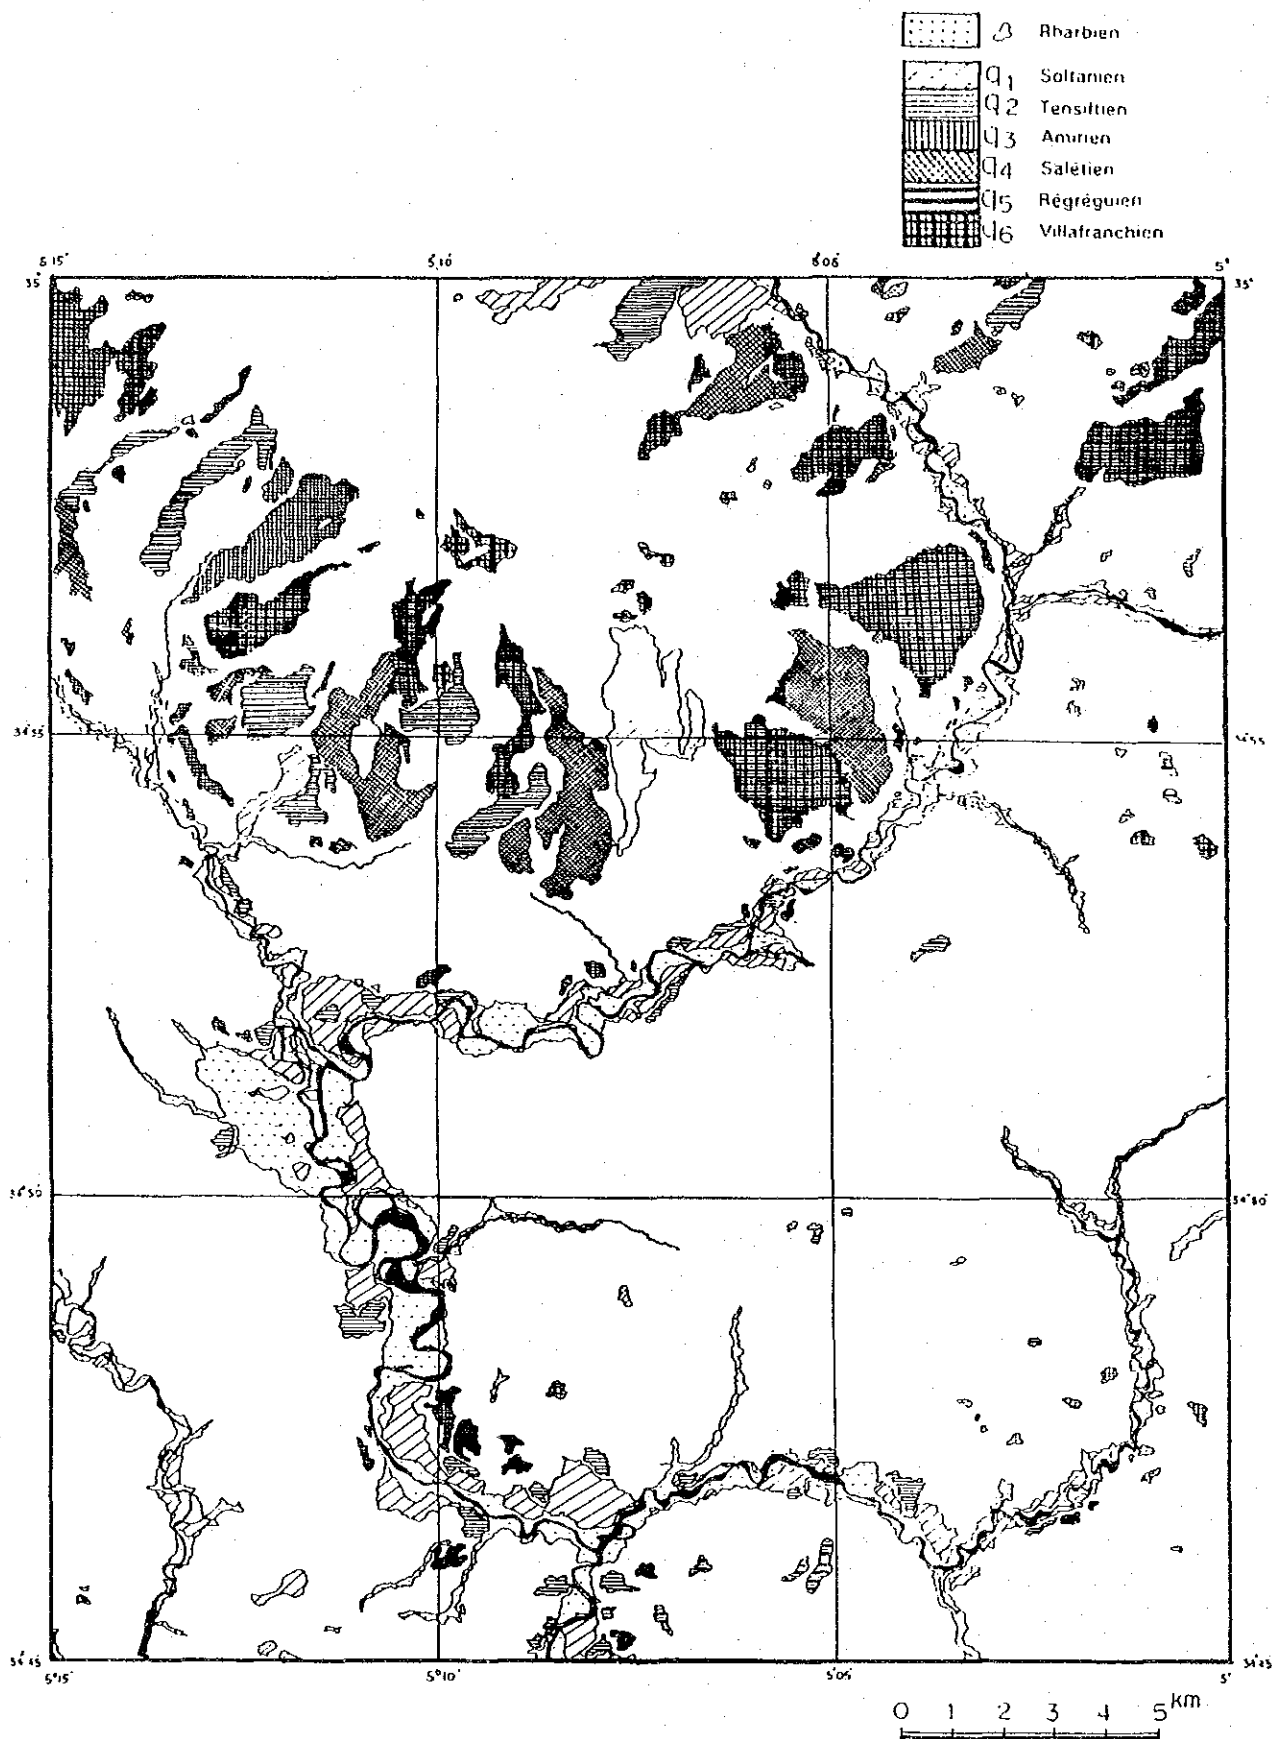 Rharbien
q1 Soltanien
q2 Tensiftien
q3 Amirien
q4 Salétien
q5 Régréguien
q6 Villafranchien
5° 15' 5°10' 5°05 5°
35° 35°
34°55 34°55
34°50 34°50
34°45 34°45
5°15' 5°10' 5°05 5°
0 1 2 3 4 5 km